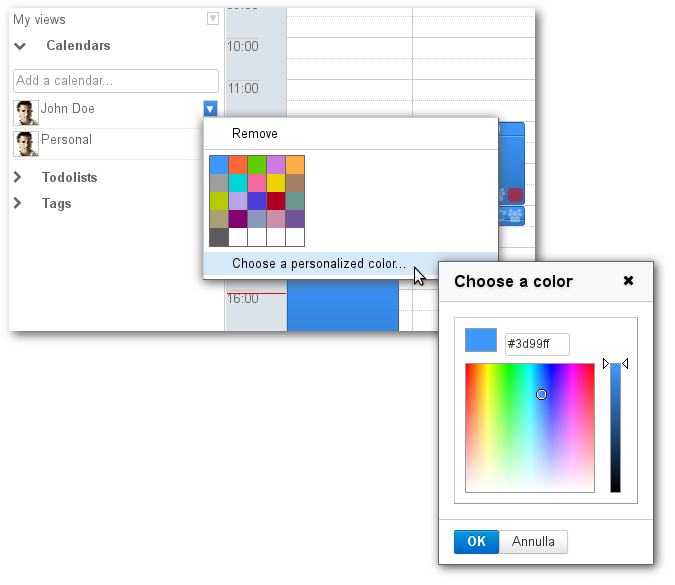 My views
Calendars
Add a calendar...
John Doe
Personal
Todolists
Tags
10:00
11:00
Remove
Choose a personalized color...
16:00
Choose a color
#3d99ff
OK
Annulla